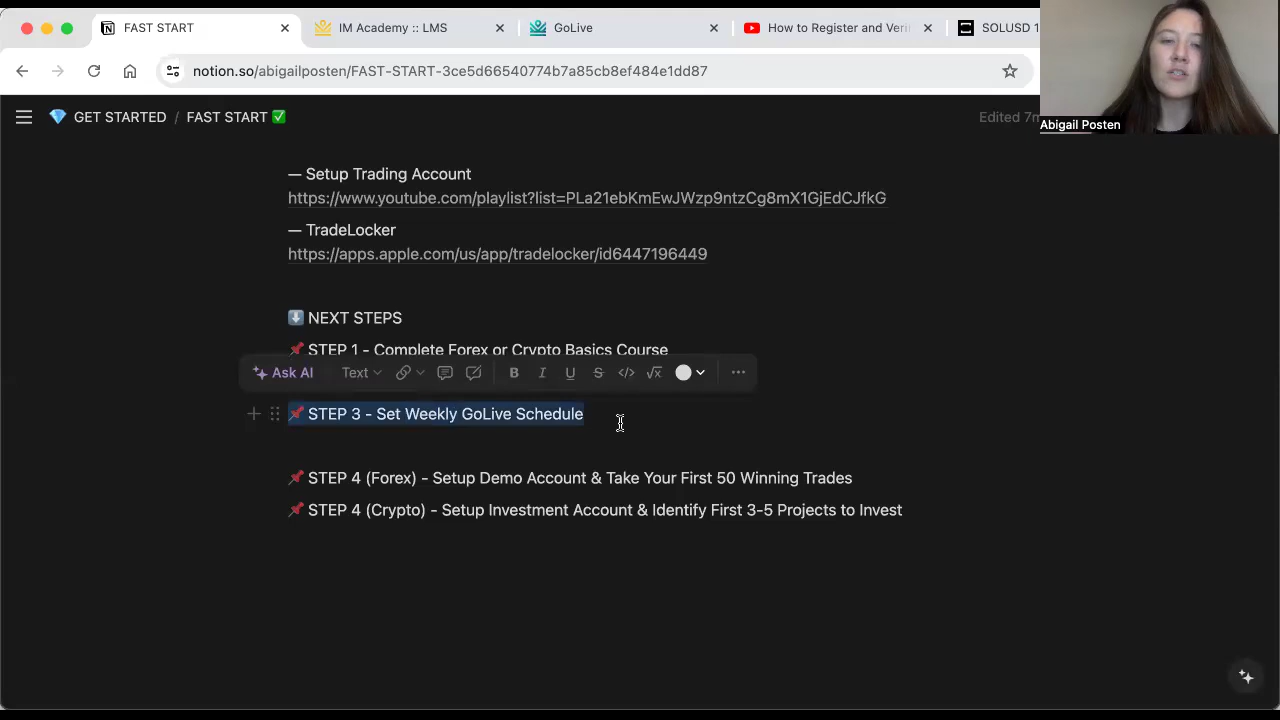 FAST START
IM Academy :: LMS
GoLive
How to Register and Veri
SOLUSD 1
notion.so/abigailposten/FAST-START-3ce5d66540774b7a85cb8ef484e1dd87
💎 GET STARTED / FAST START ✅
Edited 7m
Abigail Posten
— Setup Trading Account
https://www.youtube.com/playlist?list=PLa21ebKmEwJWzp9ntzCg8mX1GjEdCJfkG
— TradeLocker
https://apps.apple.com/us/app/tradelocker/id6447196449
⬇️ NEXT STEPS
📌 STEP 1 - Complete Forex or Crypto Basics Course
Ask AI Text B I U S </> √x
📌 STEP 3 - Set Weekly GoLive Schedule
📌 STEP 4 (Forex) - Setup Demo Account & Take Your First 50 Winning Trades
📌 STEP 4 (Crypto) - Setup Investment Account & Identify First 3-5 Projects to Invest